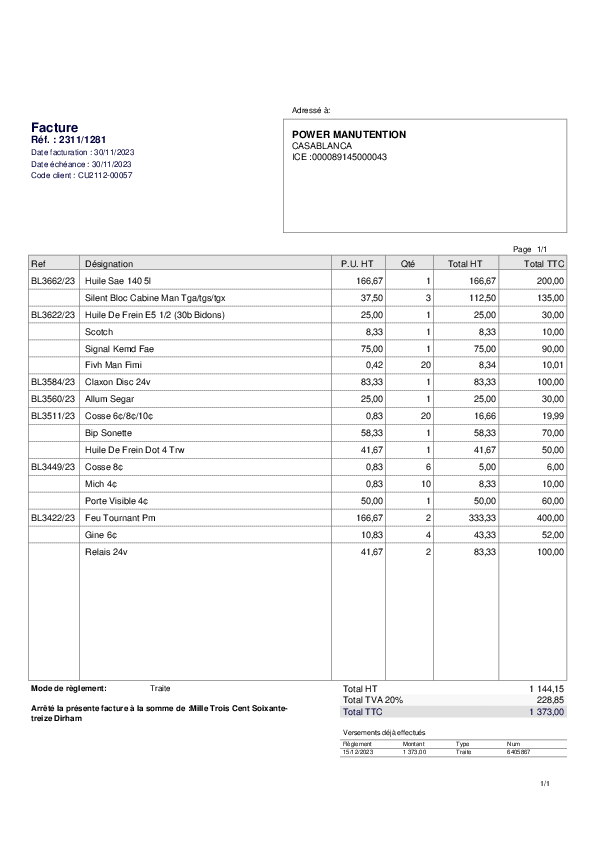 Adressé à:
Facture
Réf. : 2311/1281
Date facturation : 30/11/2023
Date échéance : 30/11/2023
Code client : CU2112-00057
POWER MANUTENTION
CASABLANCA
ICE :000089145000043
Page 1/1
Ref Désignation P.U. HT Qté Total HT Total TTC
BL3662/23 Huile Sae 140 5l 166,67 1 166,67 200,00
Silent Bloc Cabine Man Tga/tgs/tgx 37,50 3 112,50 135,00
BL3622/23 Huile De Frein E5 1/2 (30b Bidons) 25,00 1 25,00 30,00
Scotch 8,33 1 8,33 10,00
Signal Kemd Fae 75,00 1 75,00 90,00
Fivh Man Fimi 0,42 20 8,34 10,01
BL3584/23 Claxon Disc 24v 83,33 1 83,33 100,00
BL3560/23 Allum Segar 25,00 1 25,00 30,00
BL3511/23 Cosse 6¢/8¢/10¢ 0,83 20 16,66 19,99
Bip Sonette 58,33 1 58,33 70,00
Huile De Frein Dot 4 Trw 41,67 1 41,67 50,00
BL3449/23 Cosse 8¢ 0,83 6 5,00 6,00
Mich 4¢ 0,83 10 8,33 10,00
Porte Visible 4¢ 50,00 1 50,00 60,00
BL3422/23 Feu Tournant Pm 166,67 2 333,33 400,00
Gine 6¢ 10,83 4 43,33 52,00
Relais 24v 41,67 2 83,33 100,00
Mode de règlement: Traite
Total HT 1 144,15
Total TVA 20% 228,85
Total TTC 1 373,00
Arrêté la présente facture à la somme de :Mille Trois Cent Soixante-
treize Dirham
Versements déjà effectués
Règlement Montant Type Num
15/12/2023 1 373,00 Traite 6405867
1/1